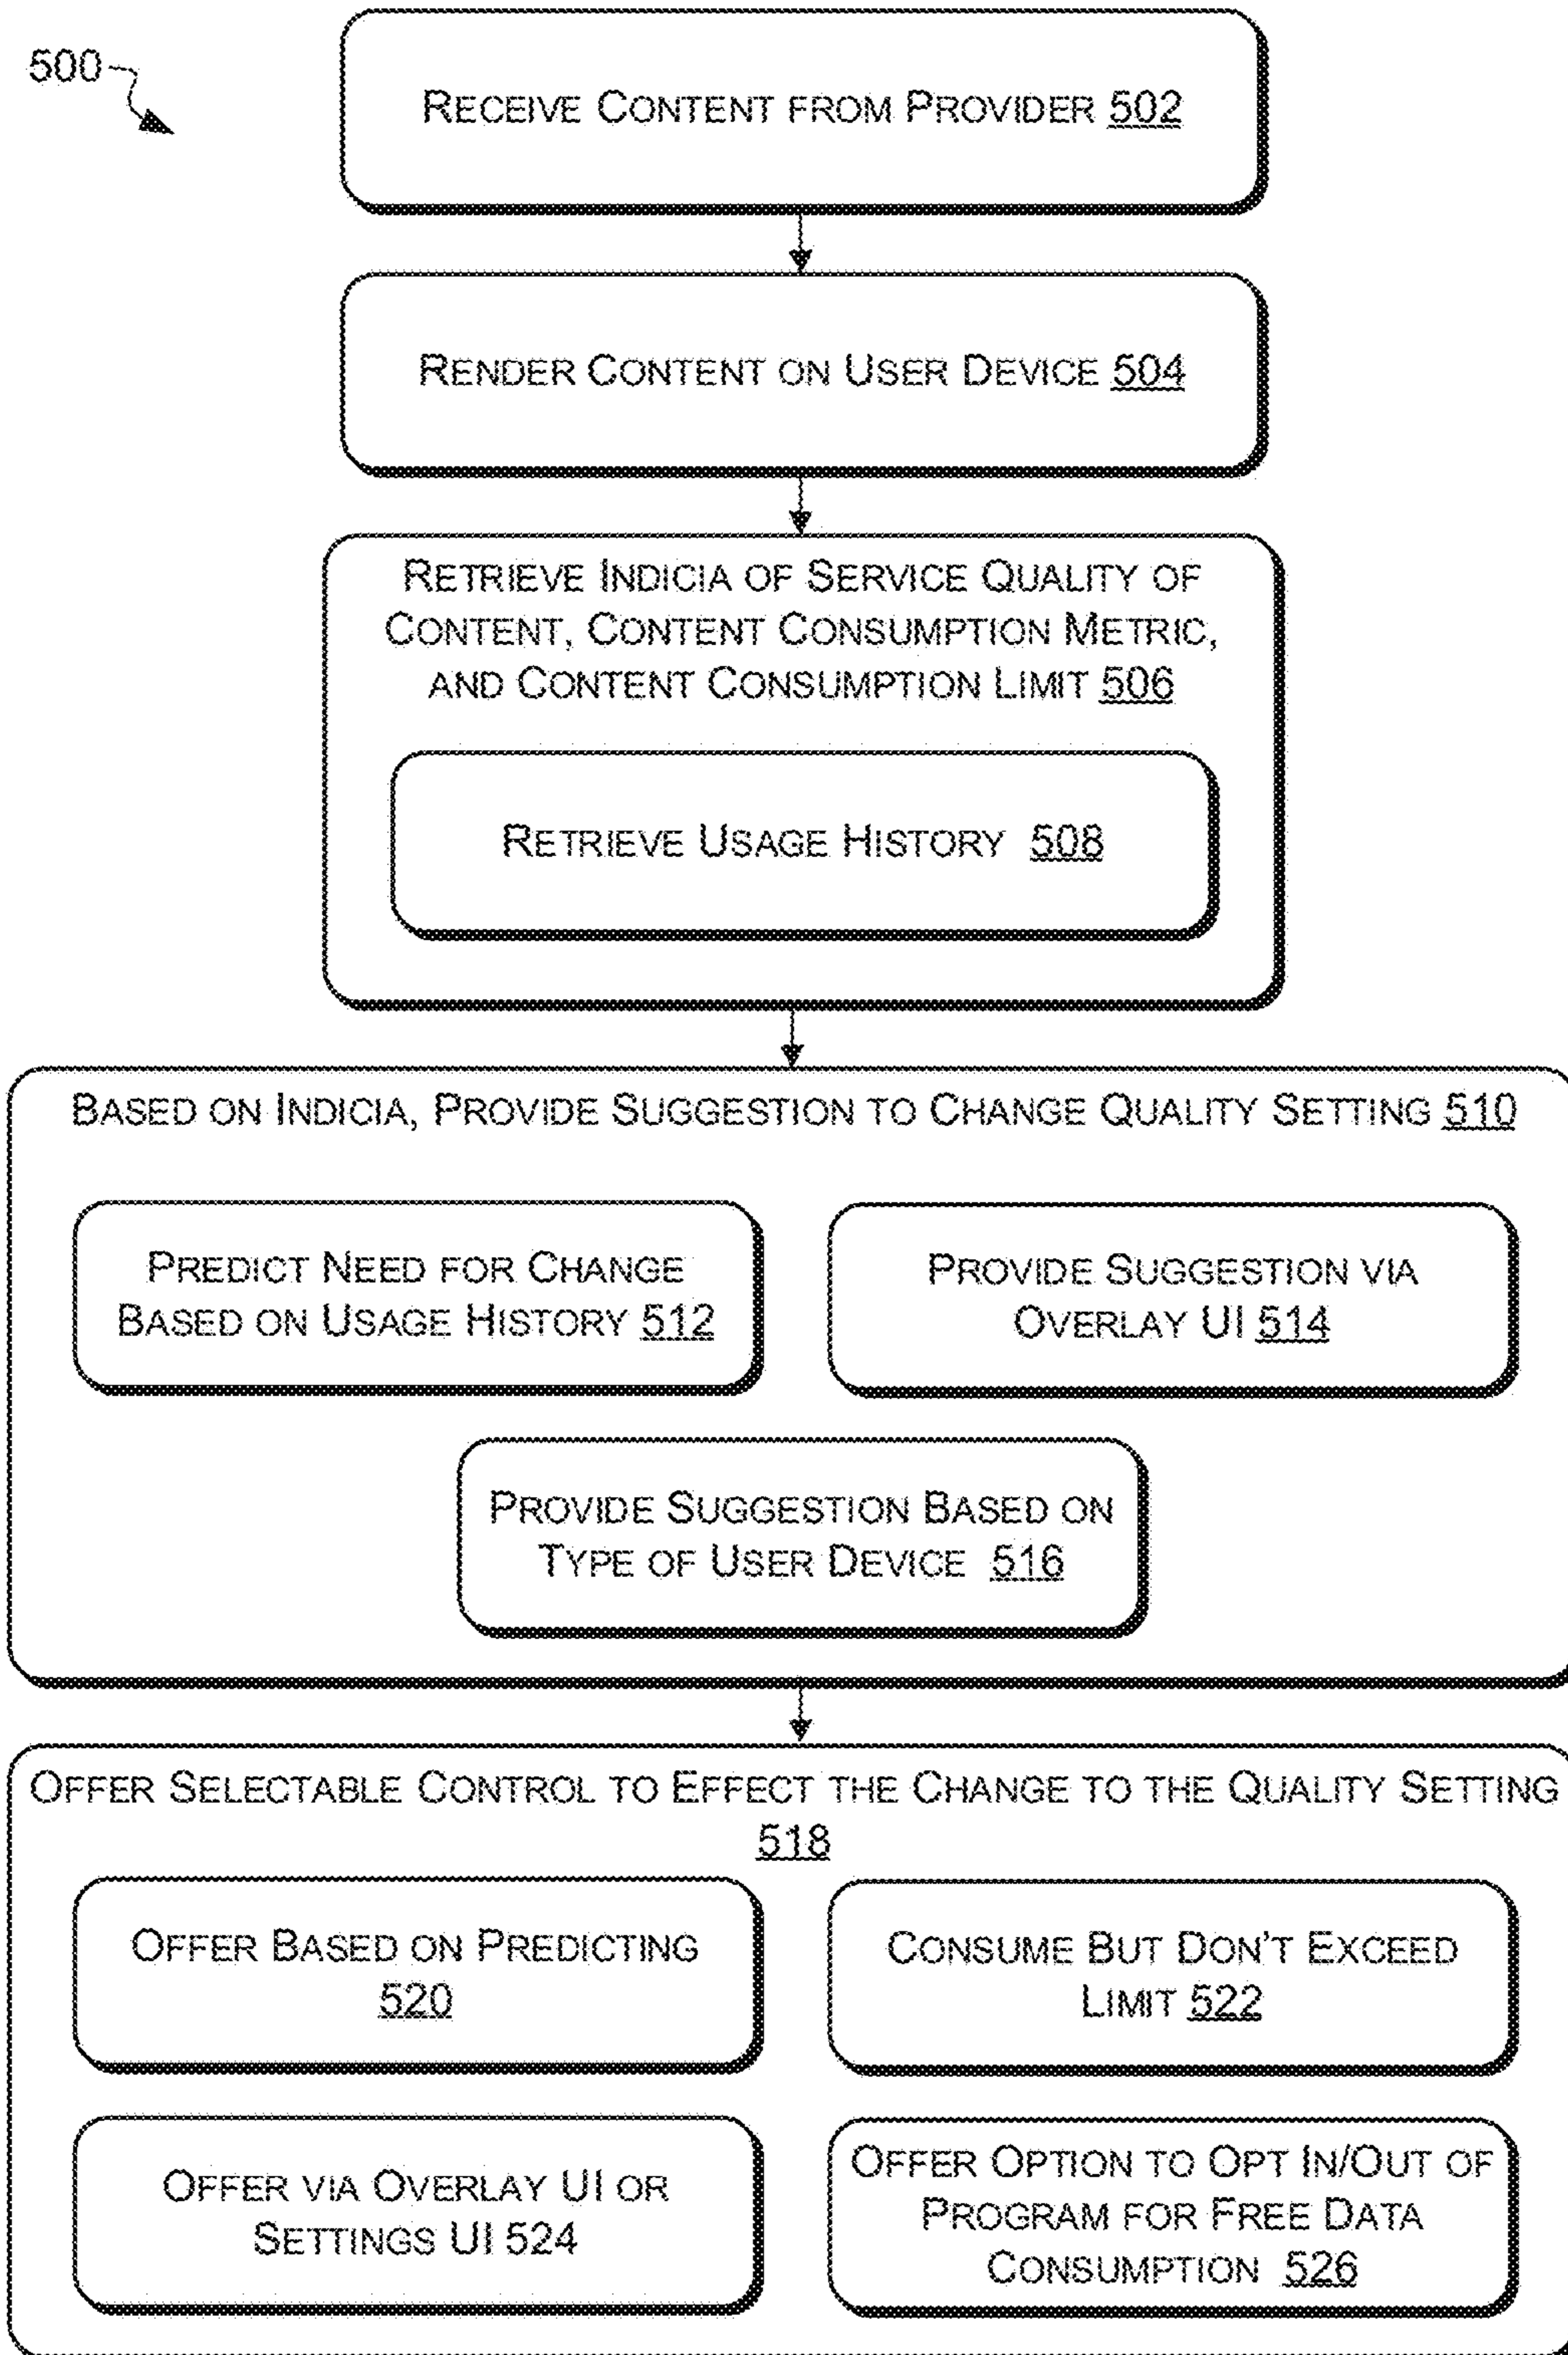 500
RECEIVE CONTENT FROM PROVIDER 502
RENDER CONTENT ON USER DEVICE 504
RETRIEVE INDICIA OF SERVICE QUALITY OF
CONTENT, CONTENT CONSUMPTION METRIC,
AND CONTENT CONSUMPTION LIMIT 506
RETRIEVE USAGE HISTORY 508
BASED ON INDICIA, PROVIDE SUGGESTION TO CHANGE QUALITY SETTING 510
PREDICT NEED FOR CHANGE
BASED ON USAGE HISTORY 512
PROVIDE SUGGESTION VIA
OVERLAY UI 514
PROVIDE SUGGESTION BASED ON
TYPE OF USER DEVICE 516
OFFER SELECTABLE CONTROL TO EFFECT THE CHANGE TO THE QUALITY SETTING
518
OFFER BASED ON PREDICTING
520
CONSUME BUT DON'T EXCEED
LIMIT 522
OFFER VIA OVERLAY UI OR
SETTINGS UI 524
OFFER OPTION TO OPT IN/OUT OF
PROGRAM FOR FREE DATA
CONSUMPTION 526